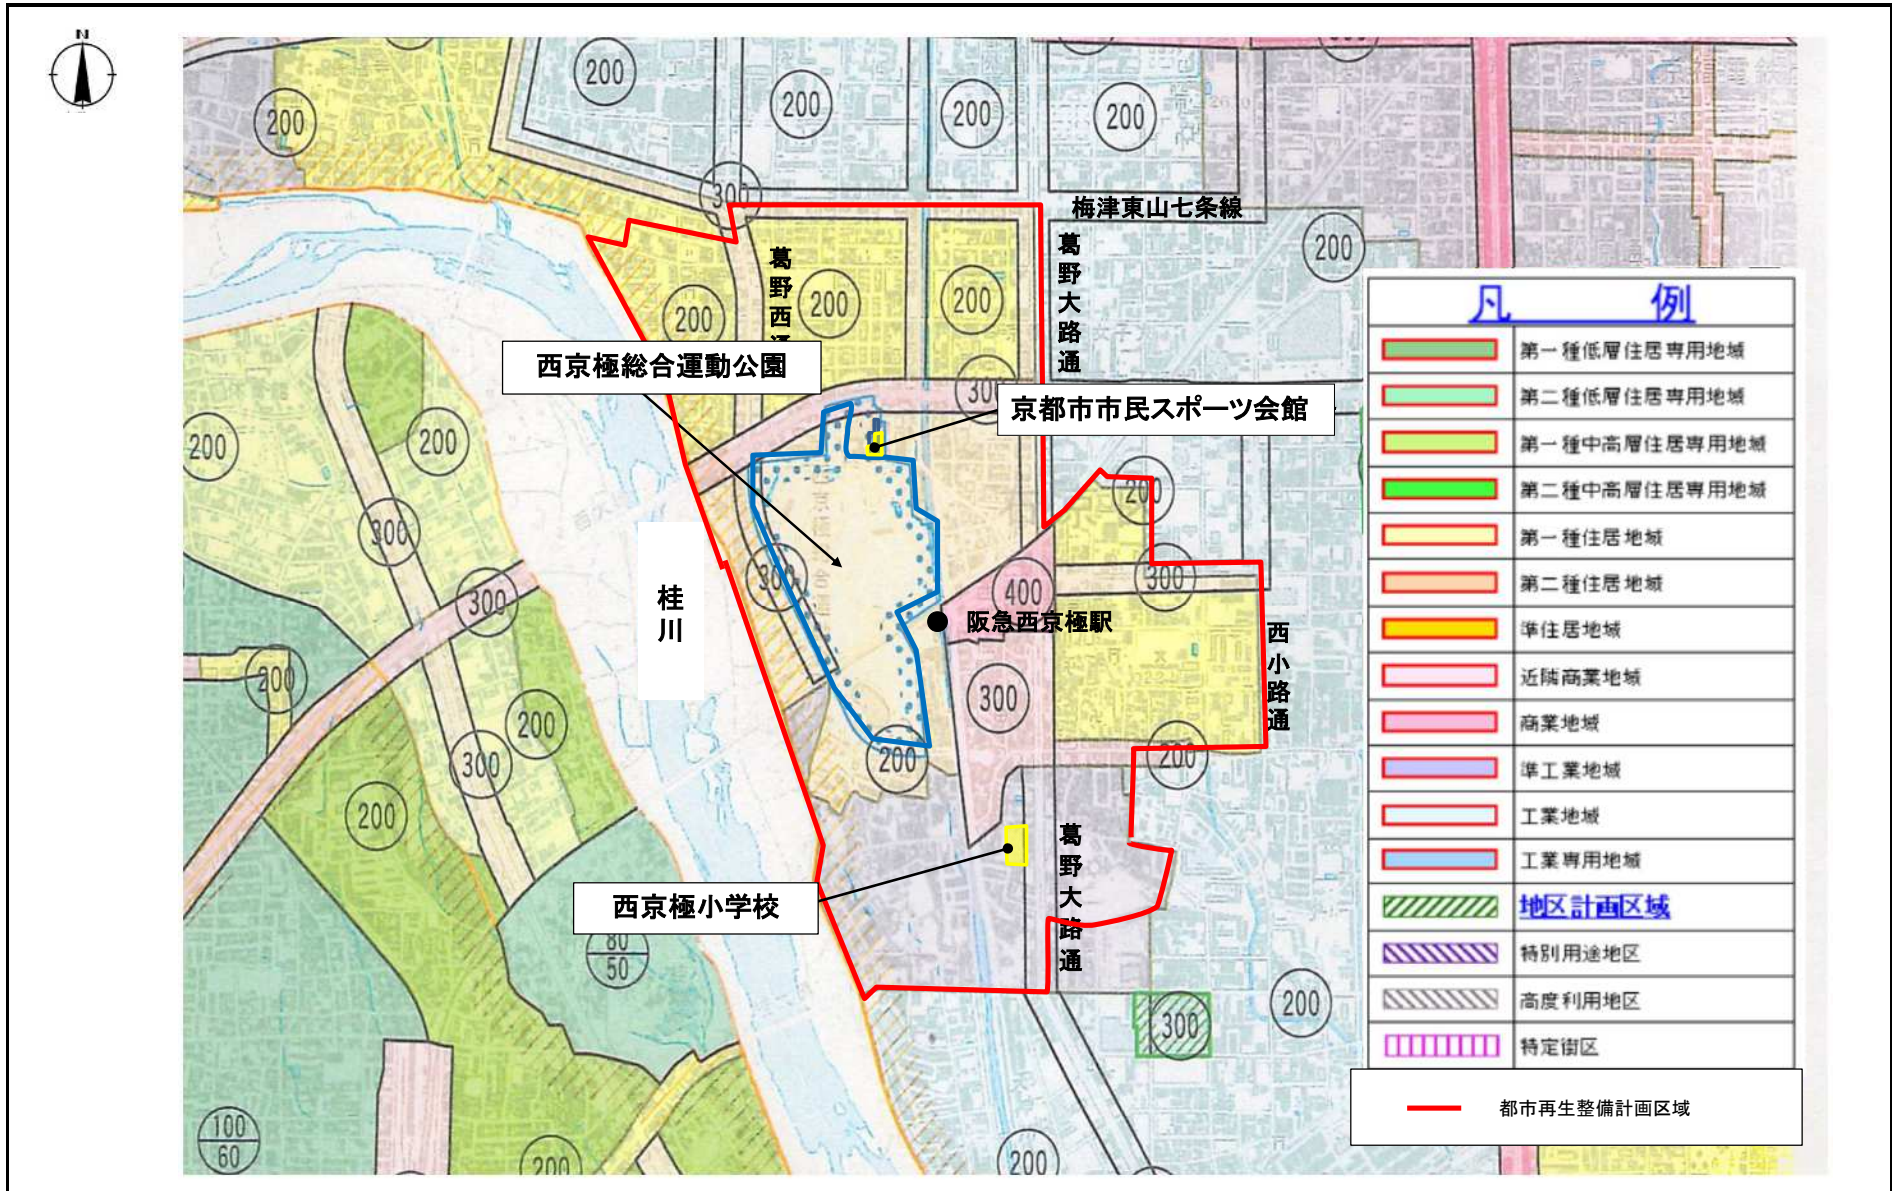 N
200
200
200
200
200
300
梅津東山七条線
葛野西通
葛野大路通
200
200
200
200
凡 例
第一種低層住居専用地域
第二種低層住居専用地域
第一種中高層住居専用地域
第二種中高層住居専用地域
第一種住居地域
第二種住居地域
準住居地域
近隣商業地域
商業地域
準工業地域
工業地域
工業専用地域
地区計画区域
特別用途地区
高度利用地区
特定街区
都市再生整備計画区域
西京極総合運動公園
300
京都市市民スポーツ会館
200
200
200
300
300
300
300
400
桂川
阪急西京極駅
西小路通
200
300
200
300
200
200
200
葛野大路通
西京極小学校
80
50
200
300
100
60
200
200